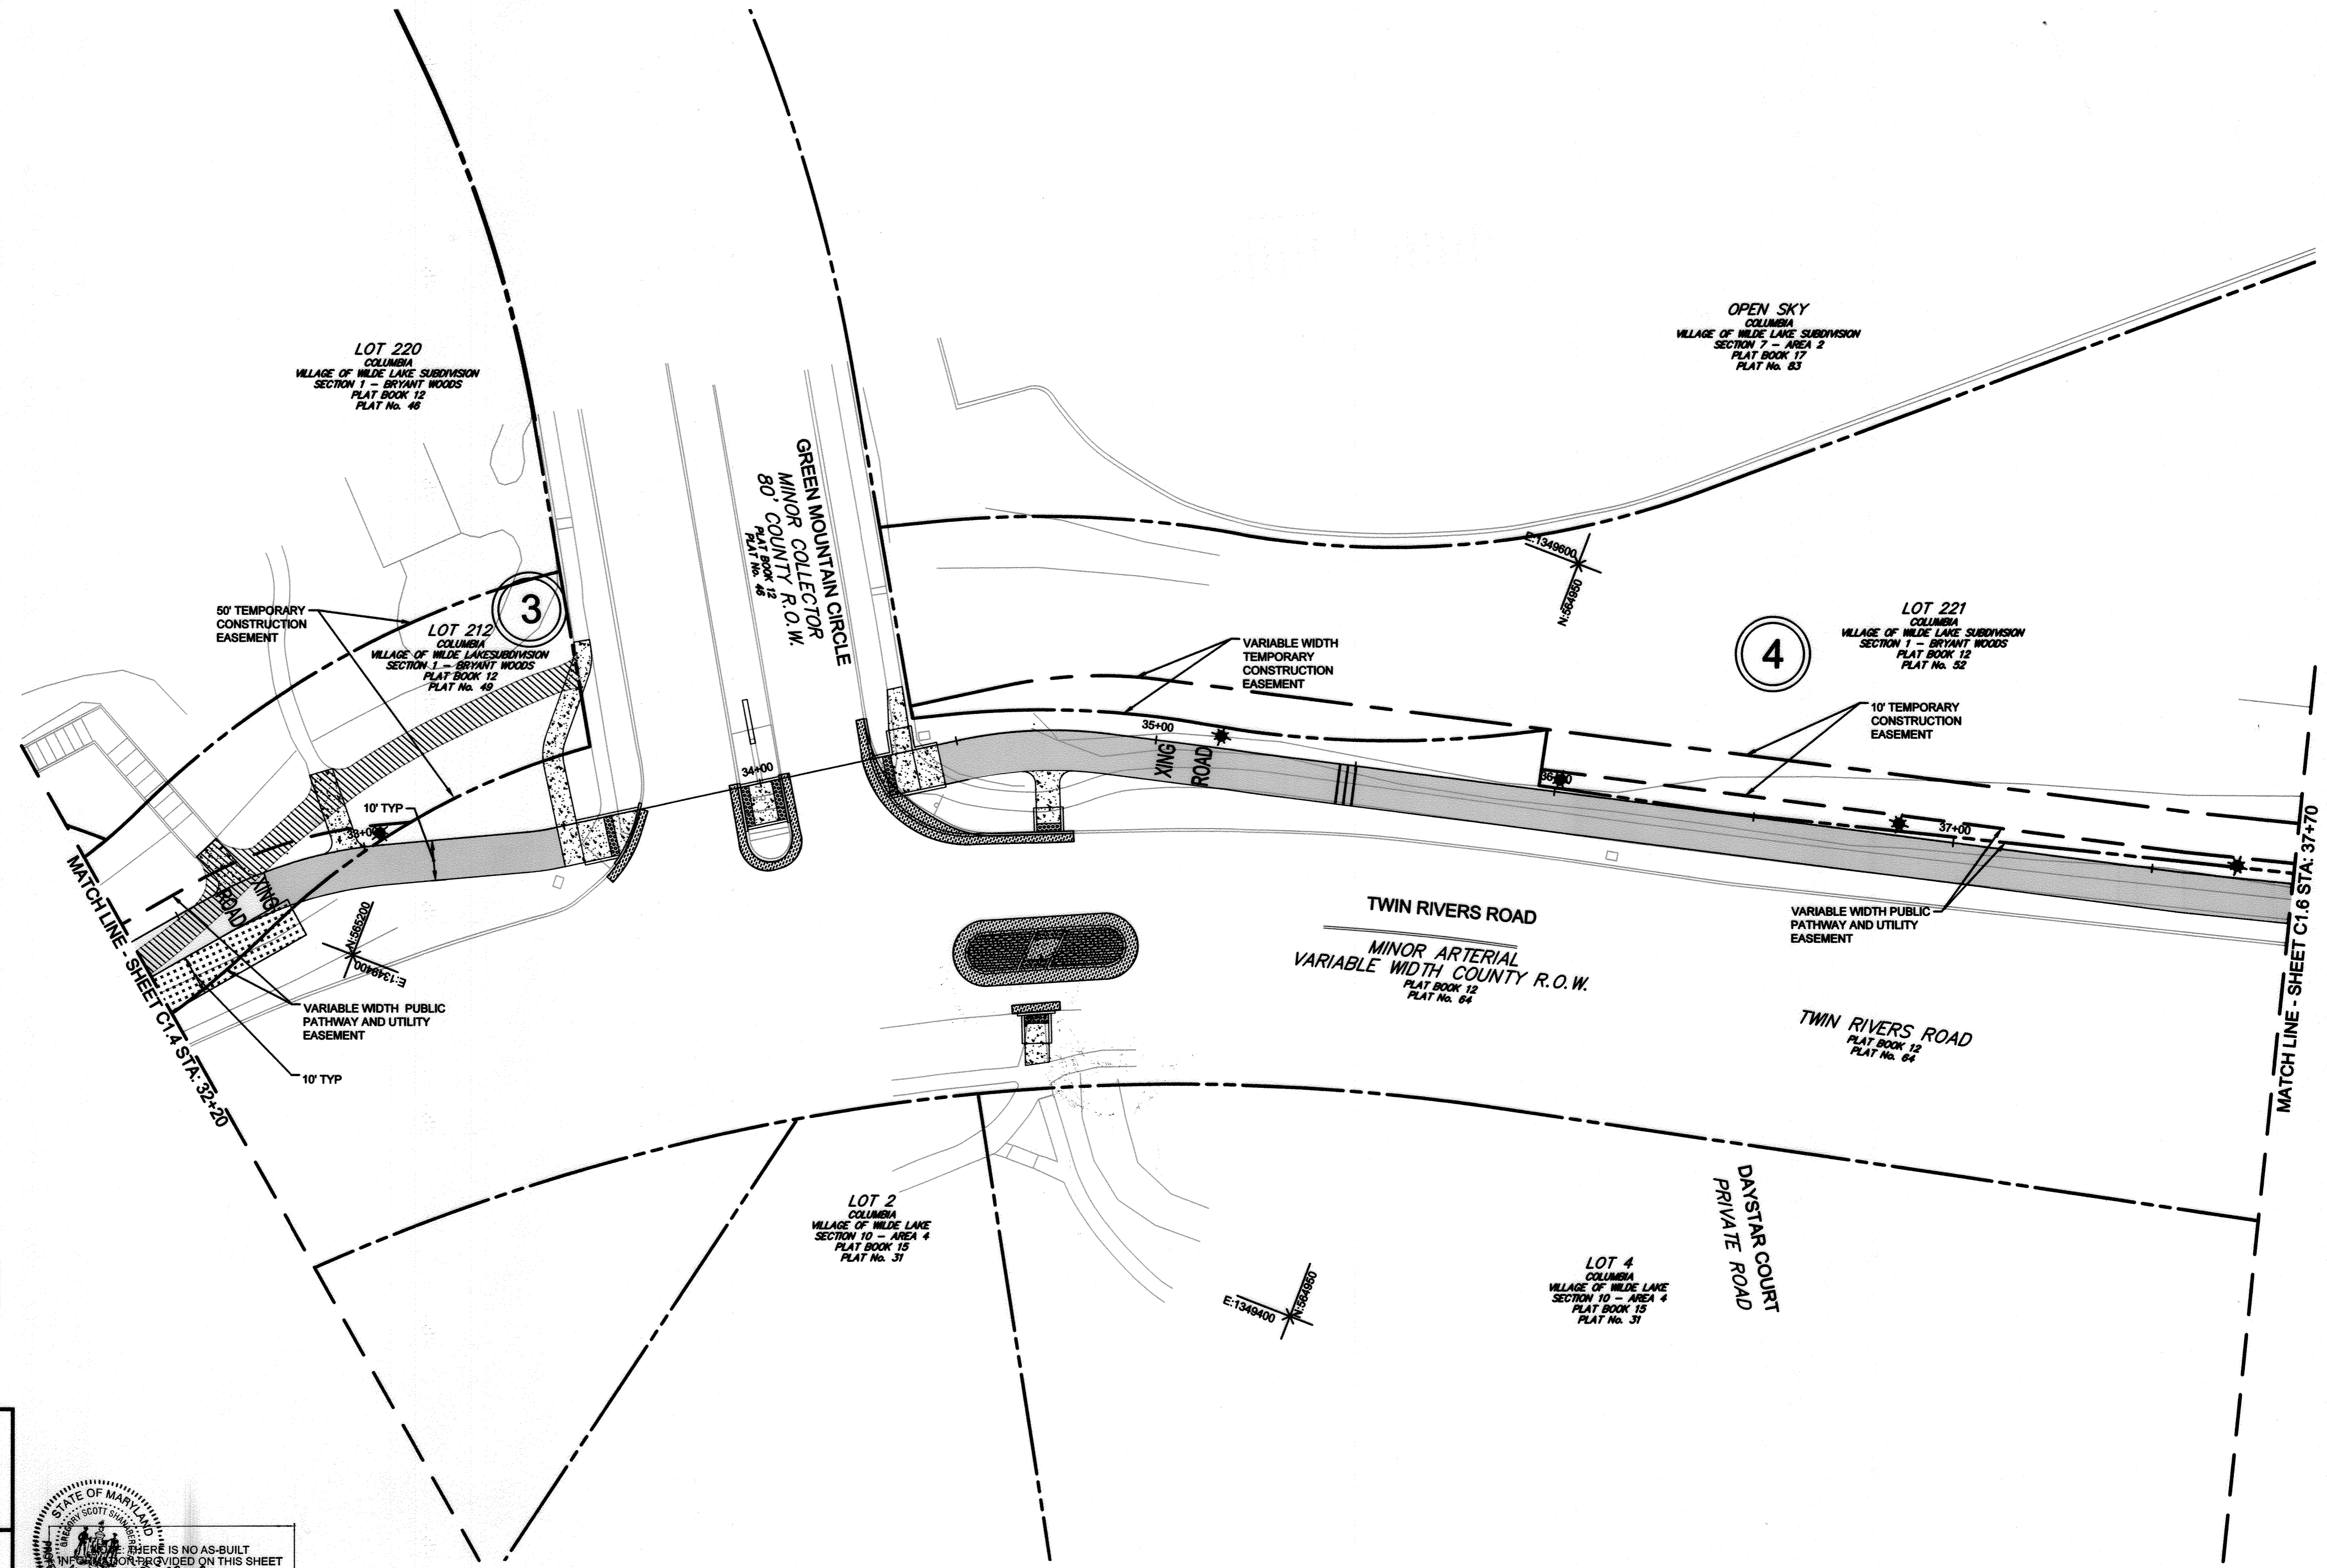 LOT 220
COLUMBIA
VILLAGE OF WILDE LAKE SUBDIVISION
SECTION 1 – BRYANT WOODS
PLAT BOOK 12
PLAT No. 46
OPEN SKY
COLUMBIA
VILLAGE OF WILDE LAKE SUBDIVISION
SECTION 7 – AREA 2
PLAT BOOK 17
PLAT No. 83
GREEN MOUNTAIN CIRCLE
MINOR COLLECTOR
80' COUNTY R.O.W.
PLAT BOOK 12
PLAT No. 46
E:1349600
N:564950
50' TEMPORARY
CONSTRUCTION
EASEMENT
3
LOT 212
COLUMBIA
VILLAGE OF WILDE LAKESUBDIVISION
SECTION 1 – BRYANT WOODS
PLAT BOOK 12
PLAT No. 49
VARIABLE WIDTH
TEMPORARY
CONSTRUCTION
EASEMENT
4
LOT 221
COLUMBIA
VILLAGE OF WILDE LAKE SUBDIVISION
SECTION 1 – BRYANT WOODS
PLAT BOOK 12
PLAT No. 52
10' TEMPORARY
CONSTRUCTION
EASEMENT
10' TYP
33+00
34+00
35+00
36+00
37+00
XING
ROAD
XING
ROAD
N:565200
E:1349400
VARIABLE WIDTH PUBLIC
PATHWAY AND UTILITY
EASEMENT
10' TYP
MATCH LINE - SHEET C1.4 STA: 32+20
TWIN RIVERS ROAD
MINOR ARTERIAL
VARIABLE WIDTH COUNTY R.O.W.
PLAT BOOK 12
PLAT No. 64
VARIABLE WIDTH PUBLIC
PATHWAY AND UTILITY
EASEMENT
TWIN RIVERS ROAD
PLAT BOOK 12
PLAT No. 64
MATCH LINE - SHEET C1.6 STA: 37+70
LOT 2
COLUMBIA
VILLAGE OF WILDE LAKE
SECTION 10 – AREA 4
PLAT BOOK 15
PLAT No. 31
E:1349400
N:564950
LOT 4
COLUMBIA
VILLAGE OF WILDE LAKE
SECTION 10 – AREA 4
PLAT BOOK 15
PLAT No. 31
DAYSTAR COURT
PRIVATE ROAD
STATE OF MARYLAND
GREGORY SCOTT
NOTE: THERE IS NO AS-BUILT
INFORMATION PROVIDED ON THIS SHEET